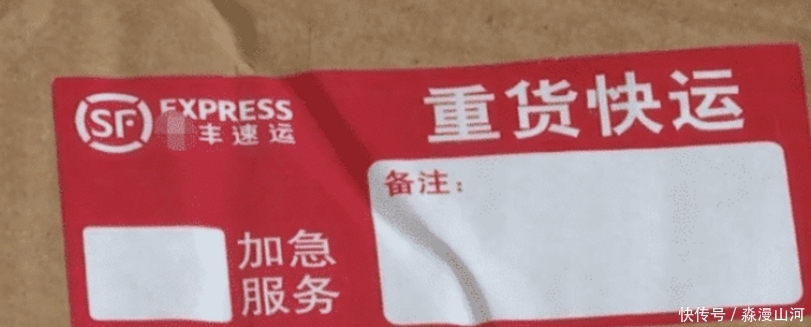 SF EXPRESS
丰速运
重货快运
备注：
加急
服务
快传号 / 淼漫山河